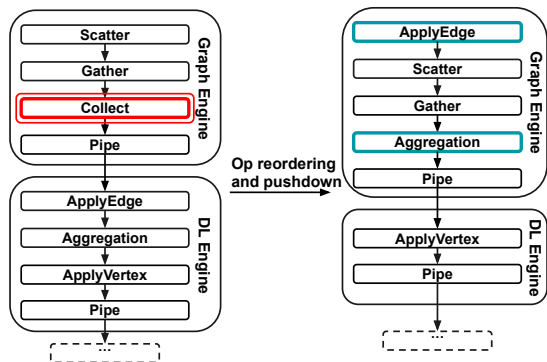 Scatter
Gather
Collect
Pipe
Graph Engine
ApplyEdge
Aggregation
ApplyVertex
Pipe
DL Engine
...
Op reordering
and pushdown
ApplyEdge
Scatter
Gather
Aggregation
Pipe
Graph Engine
ApplyVertex
Pipe
DL Engine
...